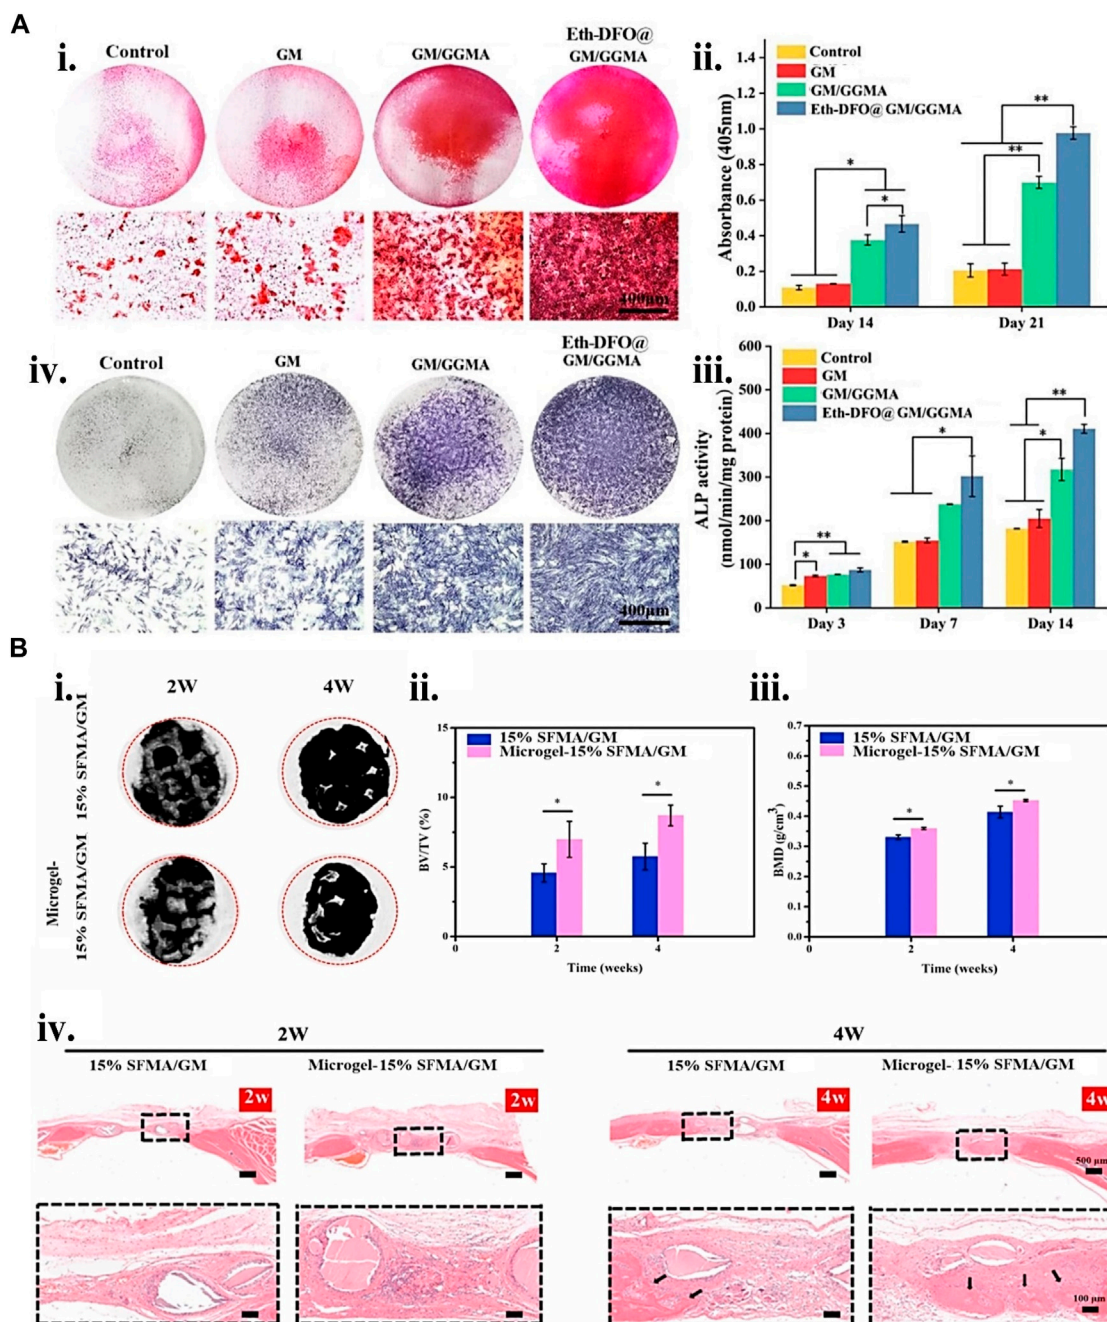 A
i.
Control
GM
GM/GGMA
Eth-DFO@
GM/GGMA
400μm
ii.
Absorbance (405nm)
1.4
1.2
1.0
0.8
0.6
0.4
0.2
0.0
Control
GM
GM/GGMA
Eth-DFO@ GM/GGMA
*
*
**
**
Day 14
Day 21
iv.
Control
GM
GM/GGMA
Eth-DFO@
GM/GGMA
400μm
iii.
ALP activity
(nmol/min/mg protein)
600
500
400
300
200
100
0
Control
GM
GM/GGMA
Eth-DFO@ GM/GGMA
**
*
*
**
*
Day 3
Day 7
Day 14
B
i.
2W
4W
15% SFMA/GM
Microgel-
15% SFMA/GM
ii.
BV/TV (%)
15
10
5
0
15% SFMA/GM
Microgel-15% SFMA/GM
*
*
0
2
4
Time (weeks)
iii.
BMD (g/cm³)
0.7
0.6
0.5
0.4
0.3
0.2
0.1
0.0
15% SFMA/GM
Microgel-15% SFMA/GM
*
*
0
2
4
Time (weeks)
iv.
2W
15% SFMA/GM
Microgel-15% SFMA/GM
2w
2w
4W
15% SFMA/GM
Microgel- 15% SFMA/GM
4w
4w
500 μm
100 μm